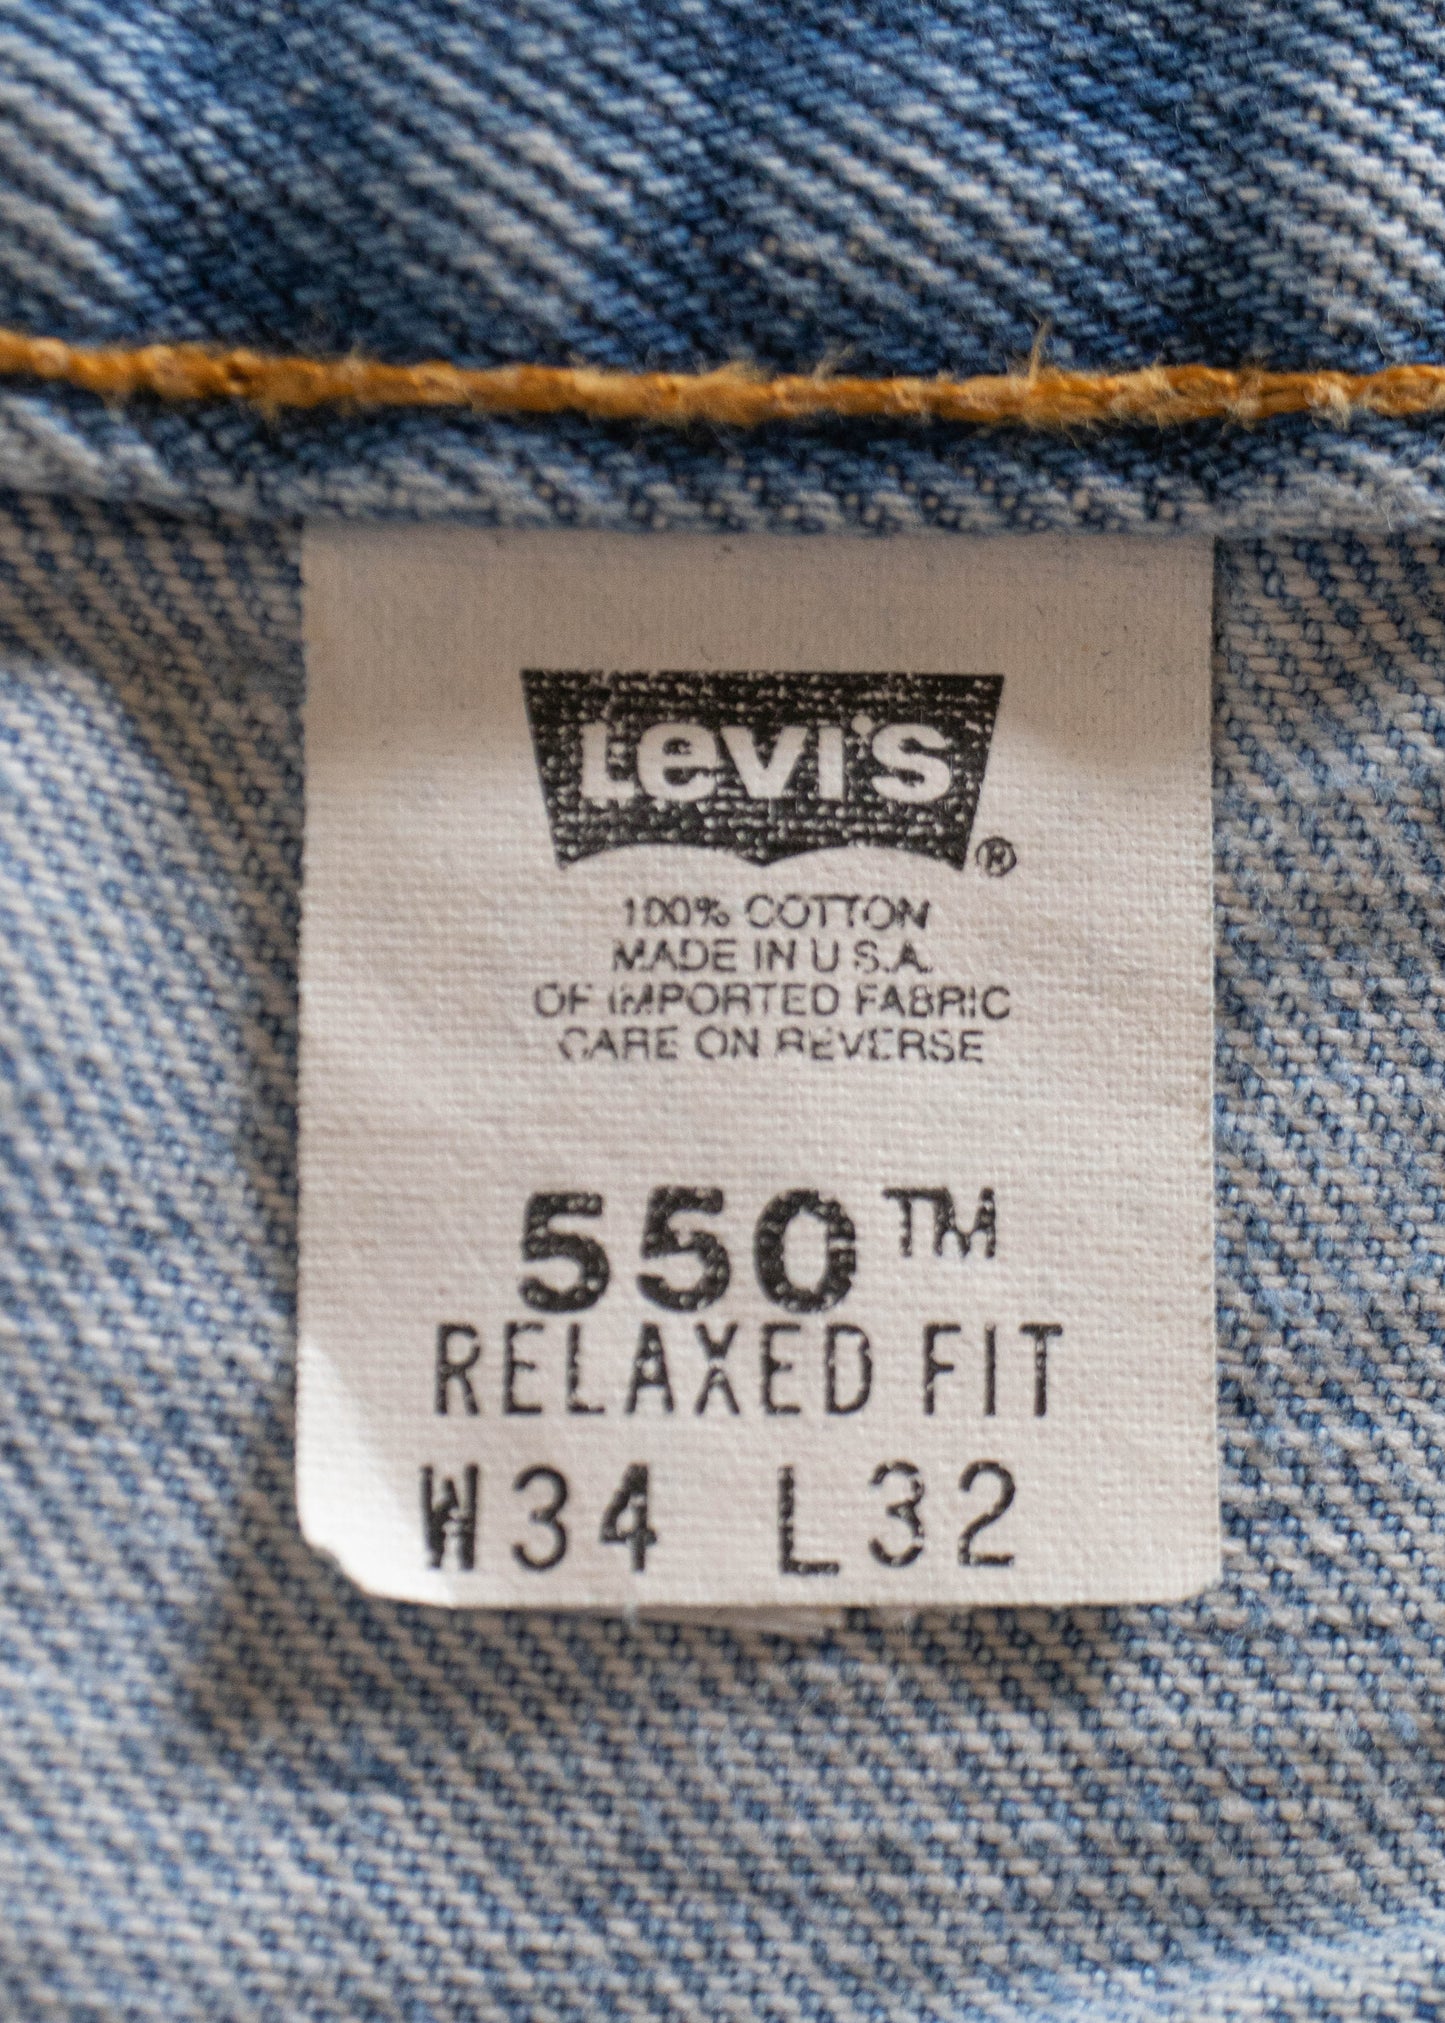 Levi's®
100% COTTON
MADE IN U.S.A.
OF IMPORTED FABRIC
CARE ON REVERSE
550™
RELAXED FIT
W34 L32